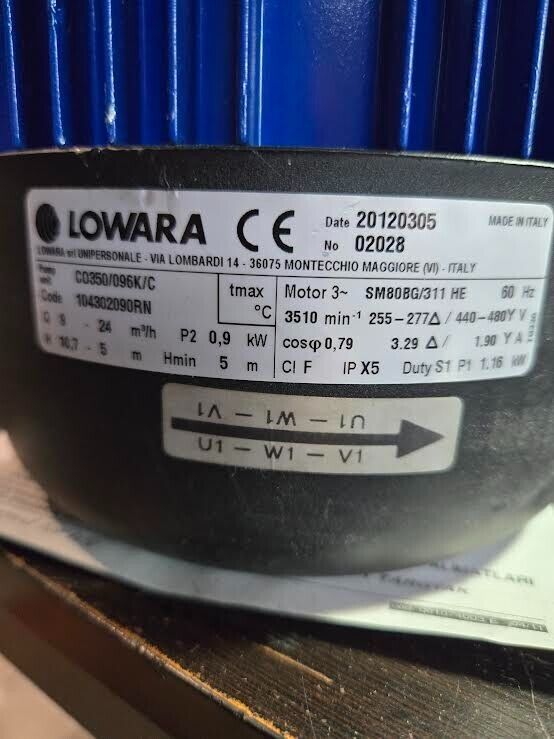 LOWARA CE Date 20120305 MADE IN ITALY
No 02028
LOWARA srl UNIPERSONALE - VIA LOMBARDI 14 - 36075 MONTECCHIO MAGGIORE (VI) - ITALY
Pump unit CO350/096K/C
Code 104302090RN
tmax °C
Q 9 - 24 m³/h P2 0,9 kW
H 18,7 - 5 m Hmin 5 m
Motor 3~ SM80BG/311 HE 60 Hz
3510 min⁻¹ 255-277Δ / 440-480Y V
cosφ 0,79 3.29 Δ / 1.90 Y A
Cl F IP X5 Duty S1 P1 1.16 kW
U1 - W1 - V1
U1 - W1 - V1